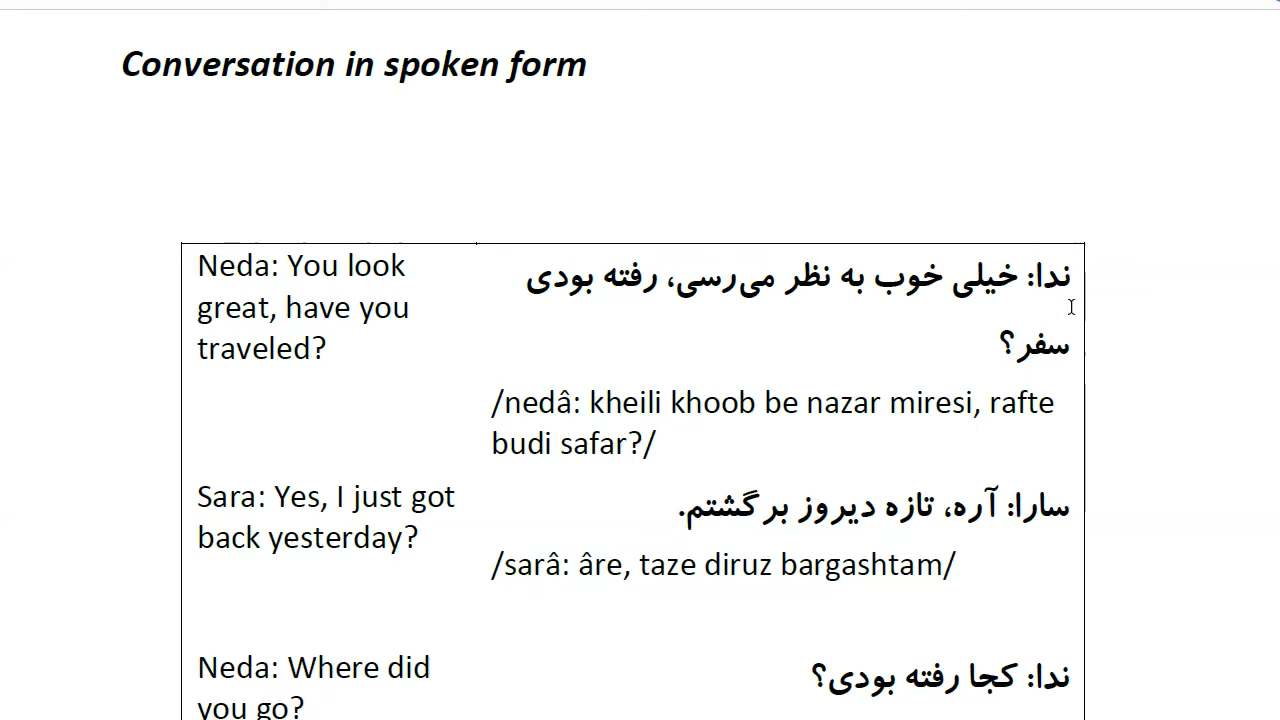 Conversation in spoken form
Neda: You look
great, have you
traveled?
ندا: خیلی خوب به نظر می‌رسی، رفته بودی
سفر؟
/nedâ: kheili khoob be nazar miresi, rafte
budi safar?/
Sara: Yes, I just got
back yesterday?
سارا: آره، تازه دیروز برگشتم.
/sarâ: âre, taze diruz bargashtam/
Neda: Where did
you go?
ندا: کجا رفته بودی؟